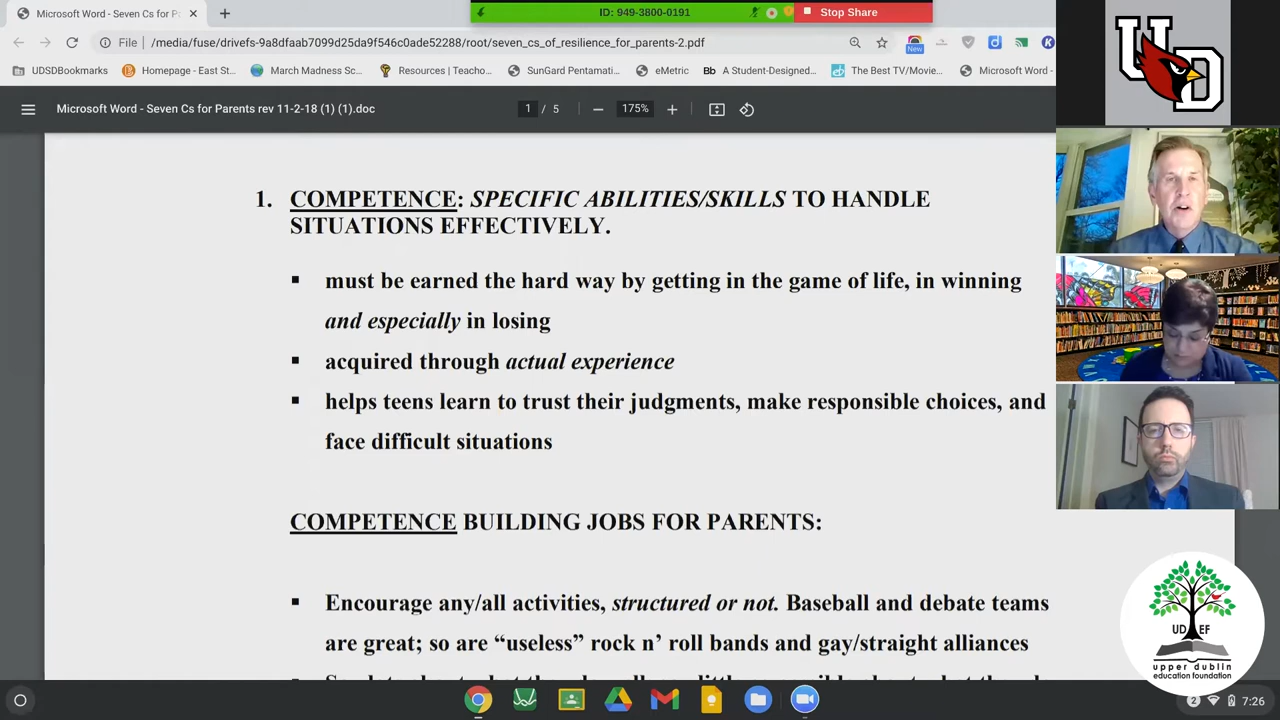 Microsoft Word - Seven Cs for P
ID: 949-3800-0191
Stop Share
File
/media/fuse/drivefs-9a8dfaab7099d25da9f546c0ade52288/root/seven_cs_of_resilience_for_parents-2.pdf
New
UDSDBookmarks
Homepage - East St...
March Madness Sc...
Resources | Texas...
SunGard Pentamati...
eMetric
Bb A Student-Designed...
The Best TV/Movie...
Microsoft Word - S
Microsoft Word - Seven Cs for Parents rev 11-2-18 (1) (1).doc
1 / 5
175%
1. COMPETENCE: SPECIFIC ABILITIES/SKILLS TO HANDLE
SITUATIONS EFFECTIVELY.
▪ must be earned the hard way by getting in the game of life, in winning
and especially in losing
▪ acquired through actual experience
▪ helps teens learn to trust their judgments, make responsible choices, and
face difficult situations
COMPETENCE BUILDING JOBS FOR PARENTS:
▪ Encourage any/all activities, structured or not. Baseball and debate teams
are great; so are “useless” rock n’ roll bands and gay/straight alliances
UD
UD EF
upper dublin
education foundation
2
7:26